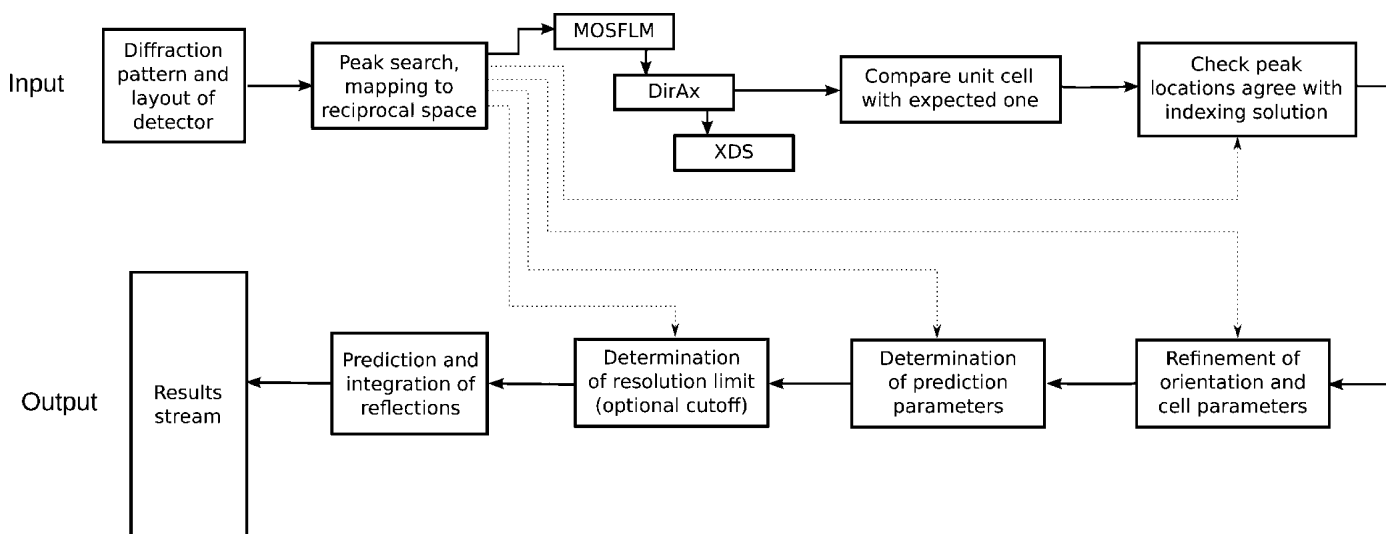 Input
Diffraction
pattern and
layout of
detector
Peak search,
mapping to
reciprocal space
MOSFLM
DirAx
XDS
Compare unit cell
with expected one
Check peak
locations agree with
indexing solution
Output
Results
stream
Prediction and
integration of
reflections
Determination
of resolution limit
(optional cutoff)
Determination
of prediction
parameters
Refinement of
orientation and
cell parameters